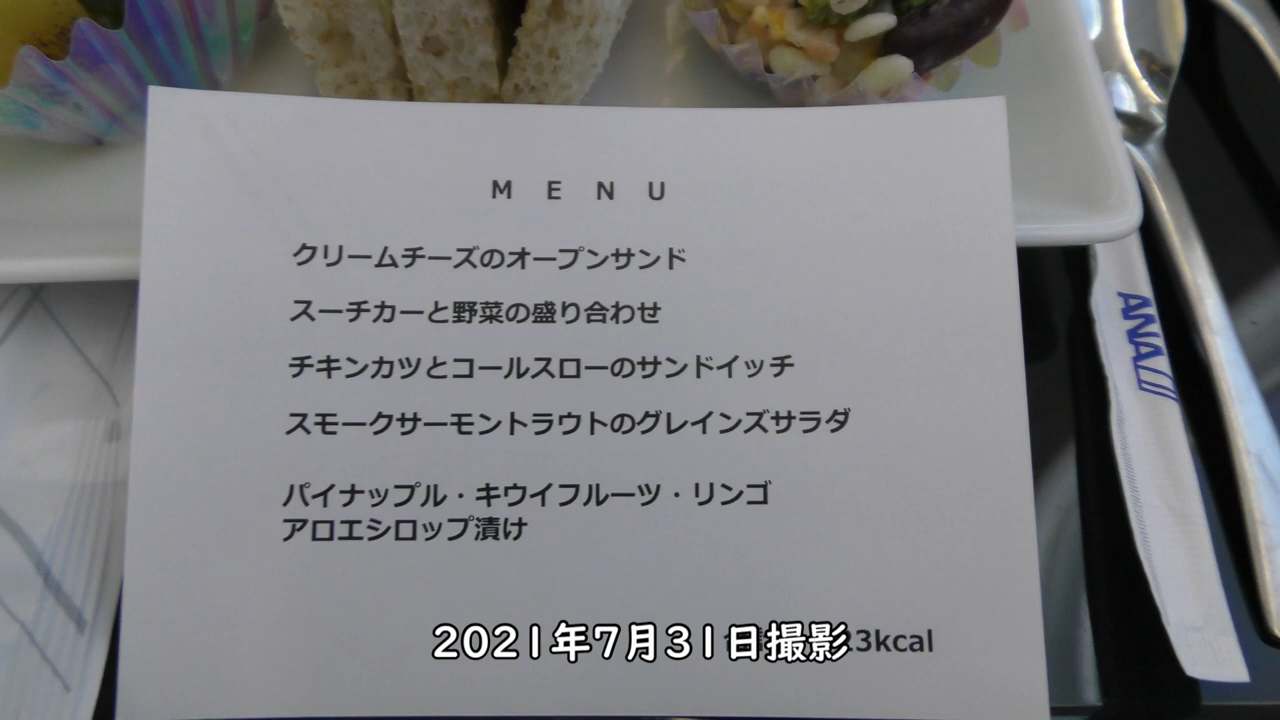 M E N U
クリームチーズのオープンサンド
スーチカーと野菜の盛り合わせ
チキンカツとコールスローのサンドイッチ
スモークサーモントラウトのグレインズサラダ
パイナップル・キウイフルーツ・リンゴ
アロエシロップ漬け
2021年7月31日撮影
3kcal
ANA